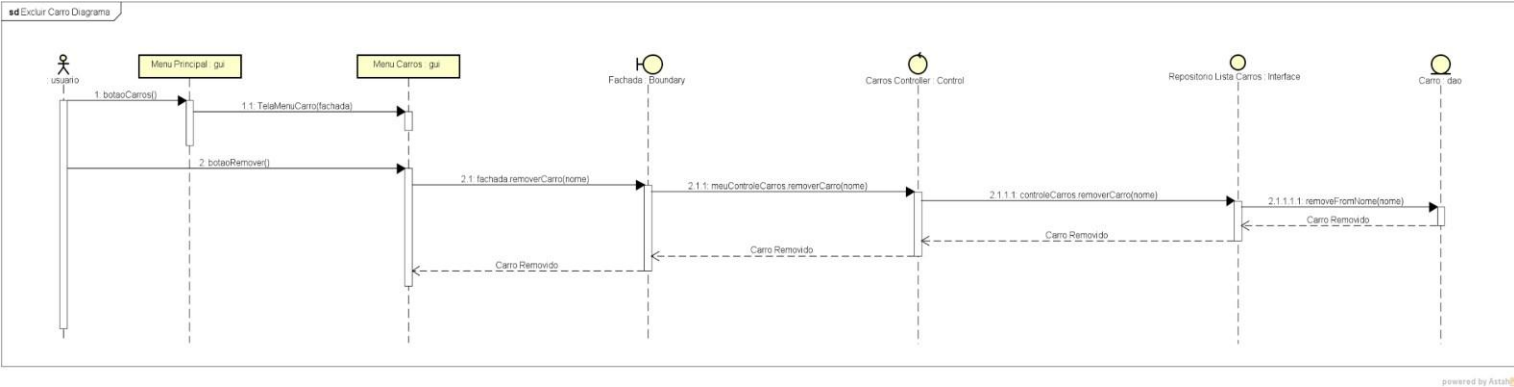 sd Excluir Carro Diagrama
: usuario
Menu Principal : gui
Menu Carros : gui
Fachada : Boundary
Carros Controller : Control
Repositorio Lista Carros : Interface
Carro : dao
1: botaoCarros()
1.1: TelaMenuCarro(fachada)
2: botaoRemover()
2.1: fachada.removerCarro(nome)
2.1.1: meuControleCarros.removerCarro(nome)
2.1.1.1: controleCarros.removerCarro(nome)
2.1.1.1.1: removeFromNome(nome)
Carro Removido
Carro Removido
Carro Removido
Carro Removido
powered by Astah